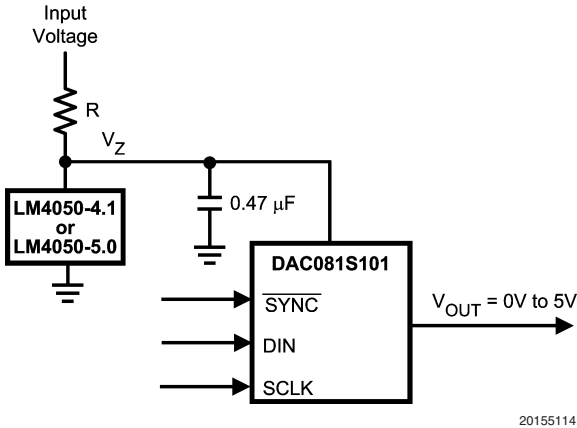 Input
Voltage
R
VZ
LM4050-4.1
or
LM4050-5.0
0.47 μF
DAC081S101
SYNC
DIN
SCLK
VOUT = 0V to 5V
20155114